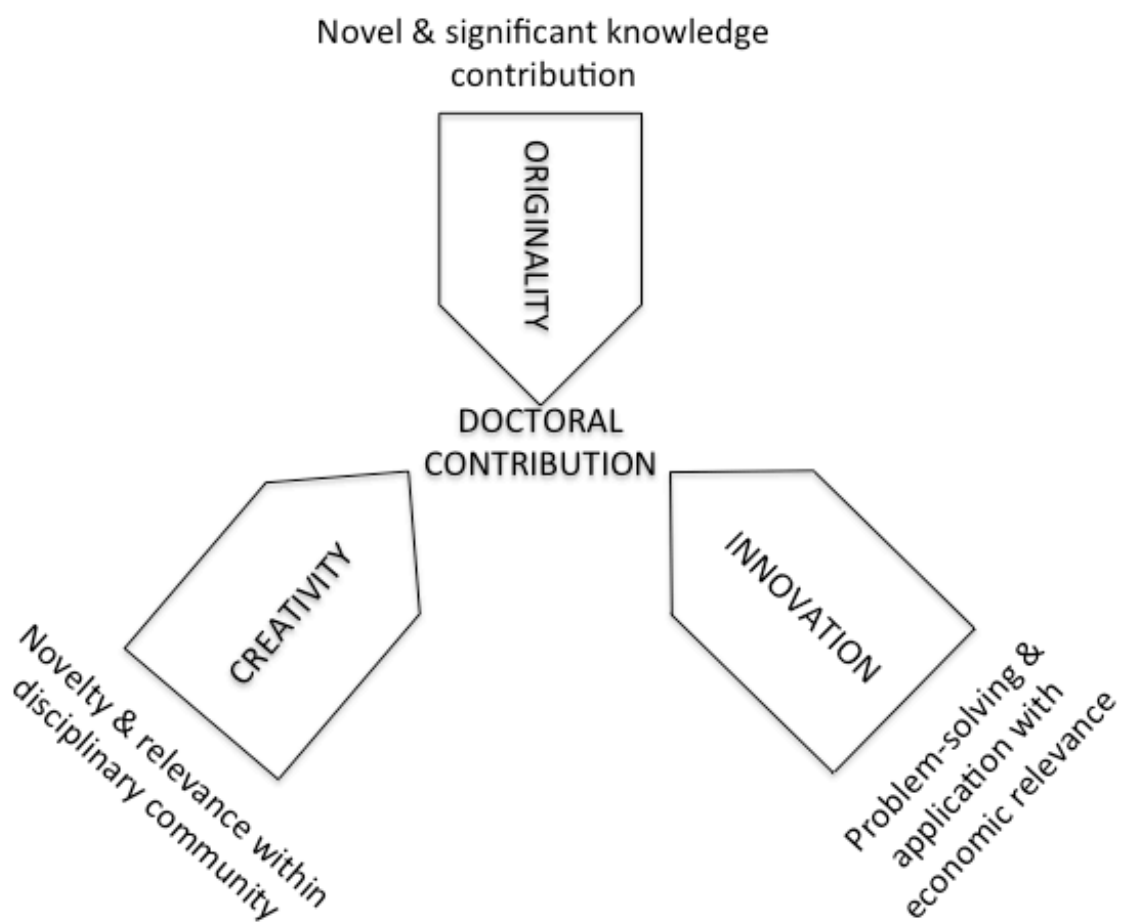 Novel & significant knowledge
contribution
ORIGINALITY
DOCTORAL
CONTRIBUTION
CREATIVITY
Novelty & relevance within
disciplinary community
INNOVATION
Problem-solving &
application with
economic relevance